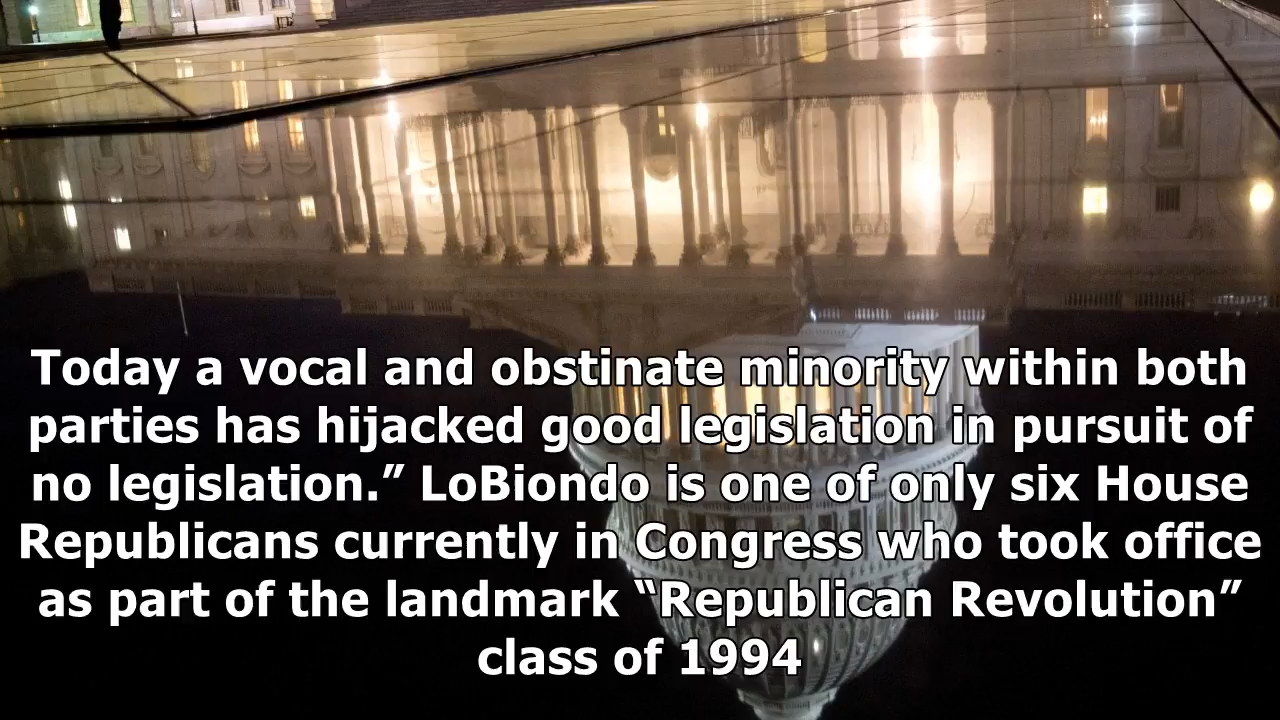 Today a vocal and obstinate minority within both
parties has hijacked good legislation in pursuit of
no legislation.” LoBiondo is one of only six House
Republicans currently in Congress who took office
as part of the landmark “Republican Revolution”
class of 1994